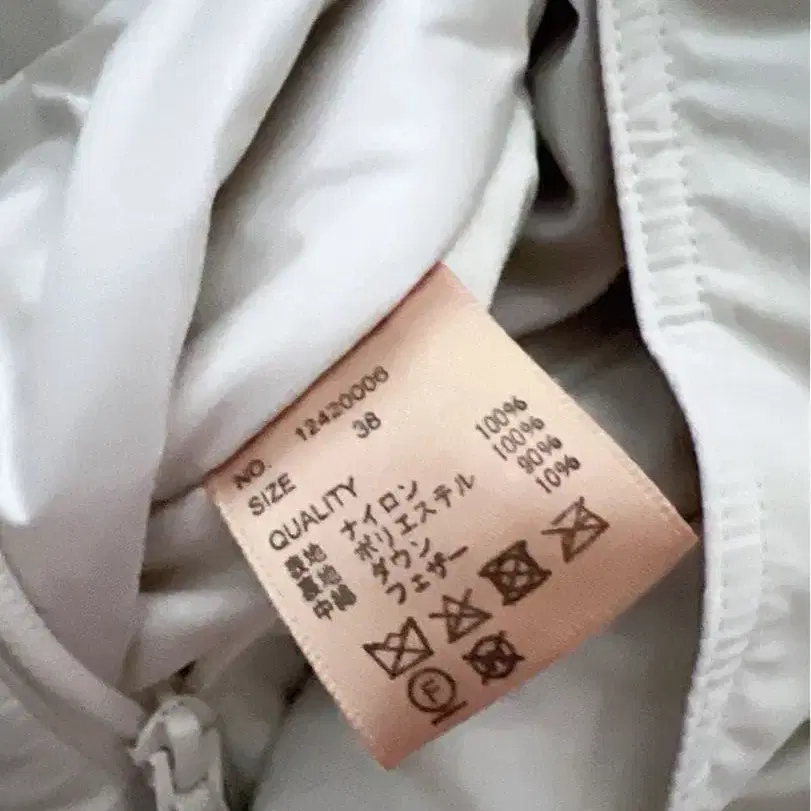 NO. 12420006
SIZE 38
QUALITY
表地 ナイロン 100%
裏地 ポリエステル 100%
中綿 ダウン 90%
フェザー 10%
F